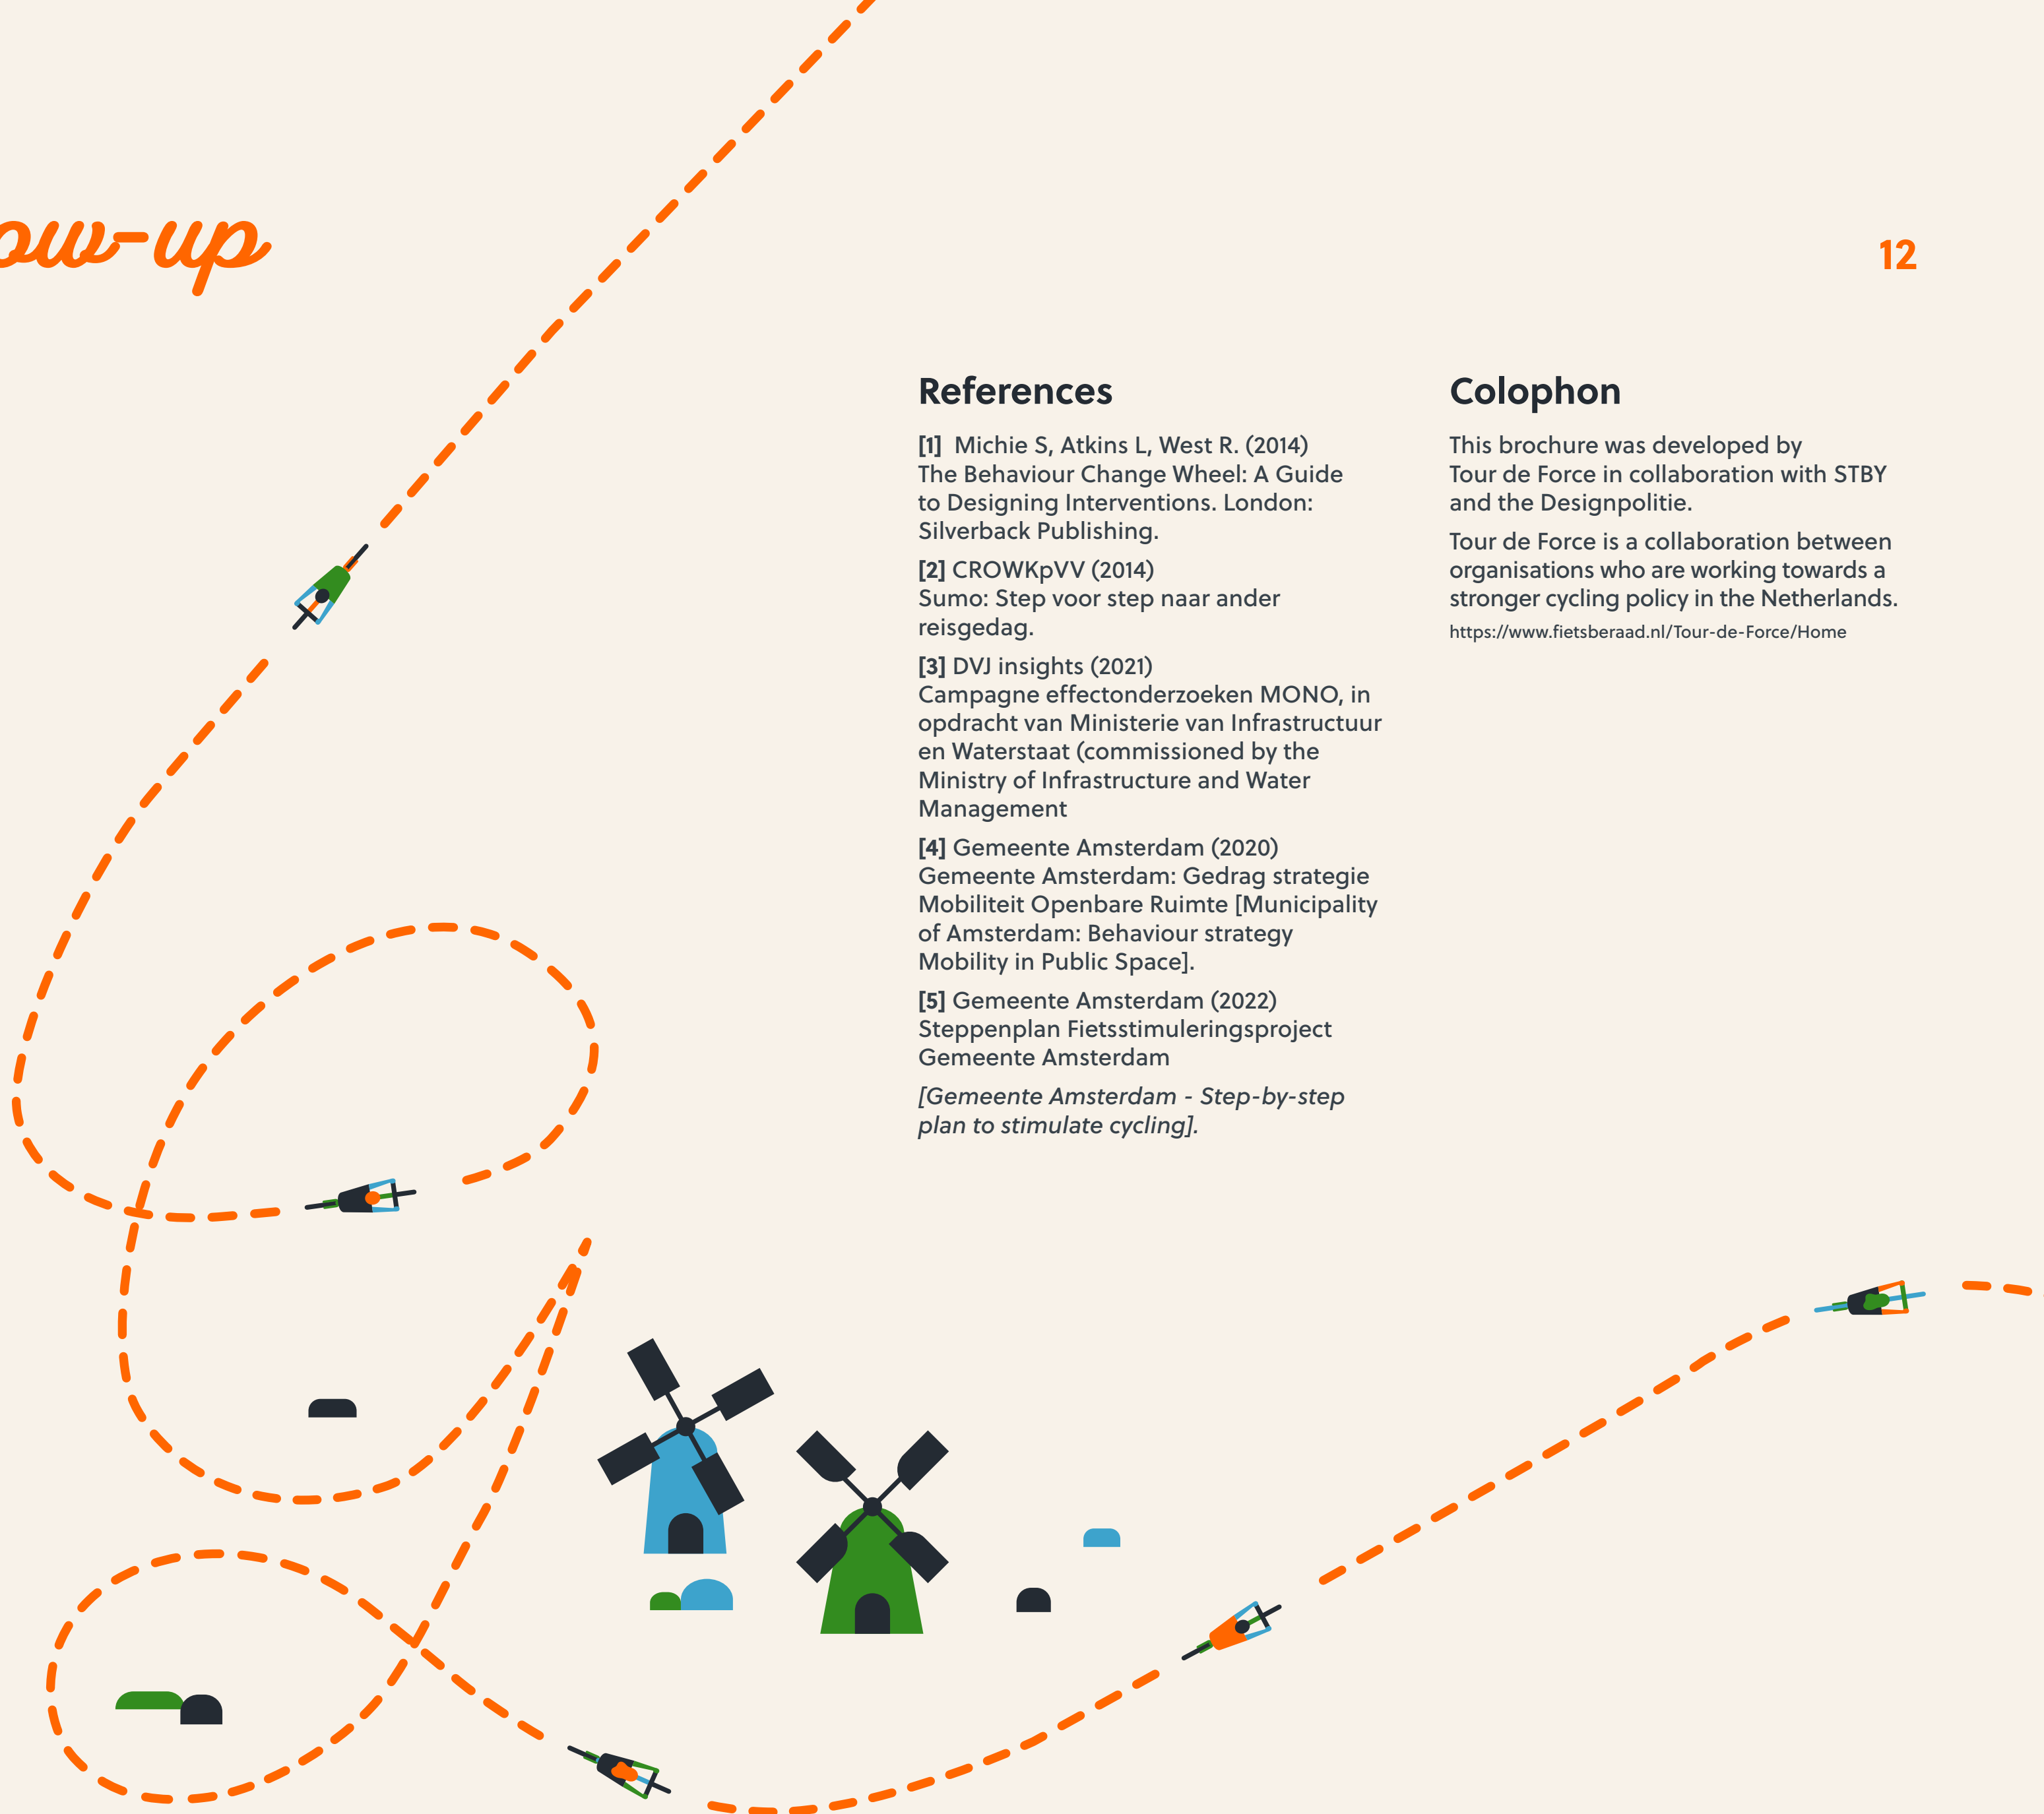 ow-up
12
References
[1] Michie S, Atkins L, West R. (2014)
The Behaviour Change Wheel: A Guide
to Designing Interventions. London:
Silverback Publishing.
[2] CROWKpVV (2014)
Sumo: Step voor step naar ander
reisgedag.
[3] DVJ insights (2021)
Campagne effectonderzoeken MONO, in
opdracht van Ministerie van Infrastructuur
en Waterstaat (commissioned by the
Ministry of Infrastructure and Water
Management
[4] Gemeente Amsterdam (2020)
Gemeente Amsterdam: Gedrag strategie
Mobiliteit Openbare Ruimte [Municipality
of Amsterdam: Behaviour strategy
Mobility in Public Space].
[5] Gemeente Amsterdam (2022)
Steppenplan Fietsstimuleringsproject
Gemeente Amsterdam
[Gemeente Amsterdam - Step-by-step
plan to stimulate cycling].
Colophon
This brochure was developed by
Tour de Force in collaboration with STBY
and the Designpolitie.
Tour de Force is a collaboration between
organisations who are working towards a
stronger cycling policy in the Netherlands.
https://www.fietsberaad.nl/Tour-de-Force/Home